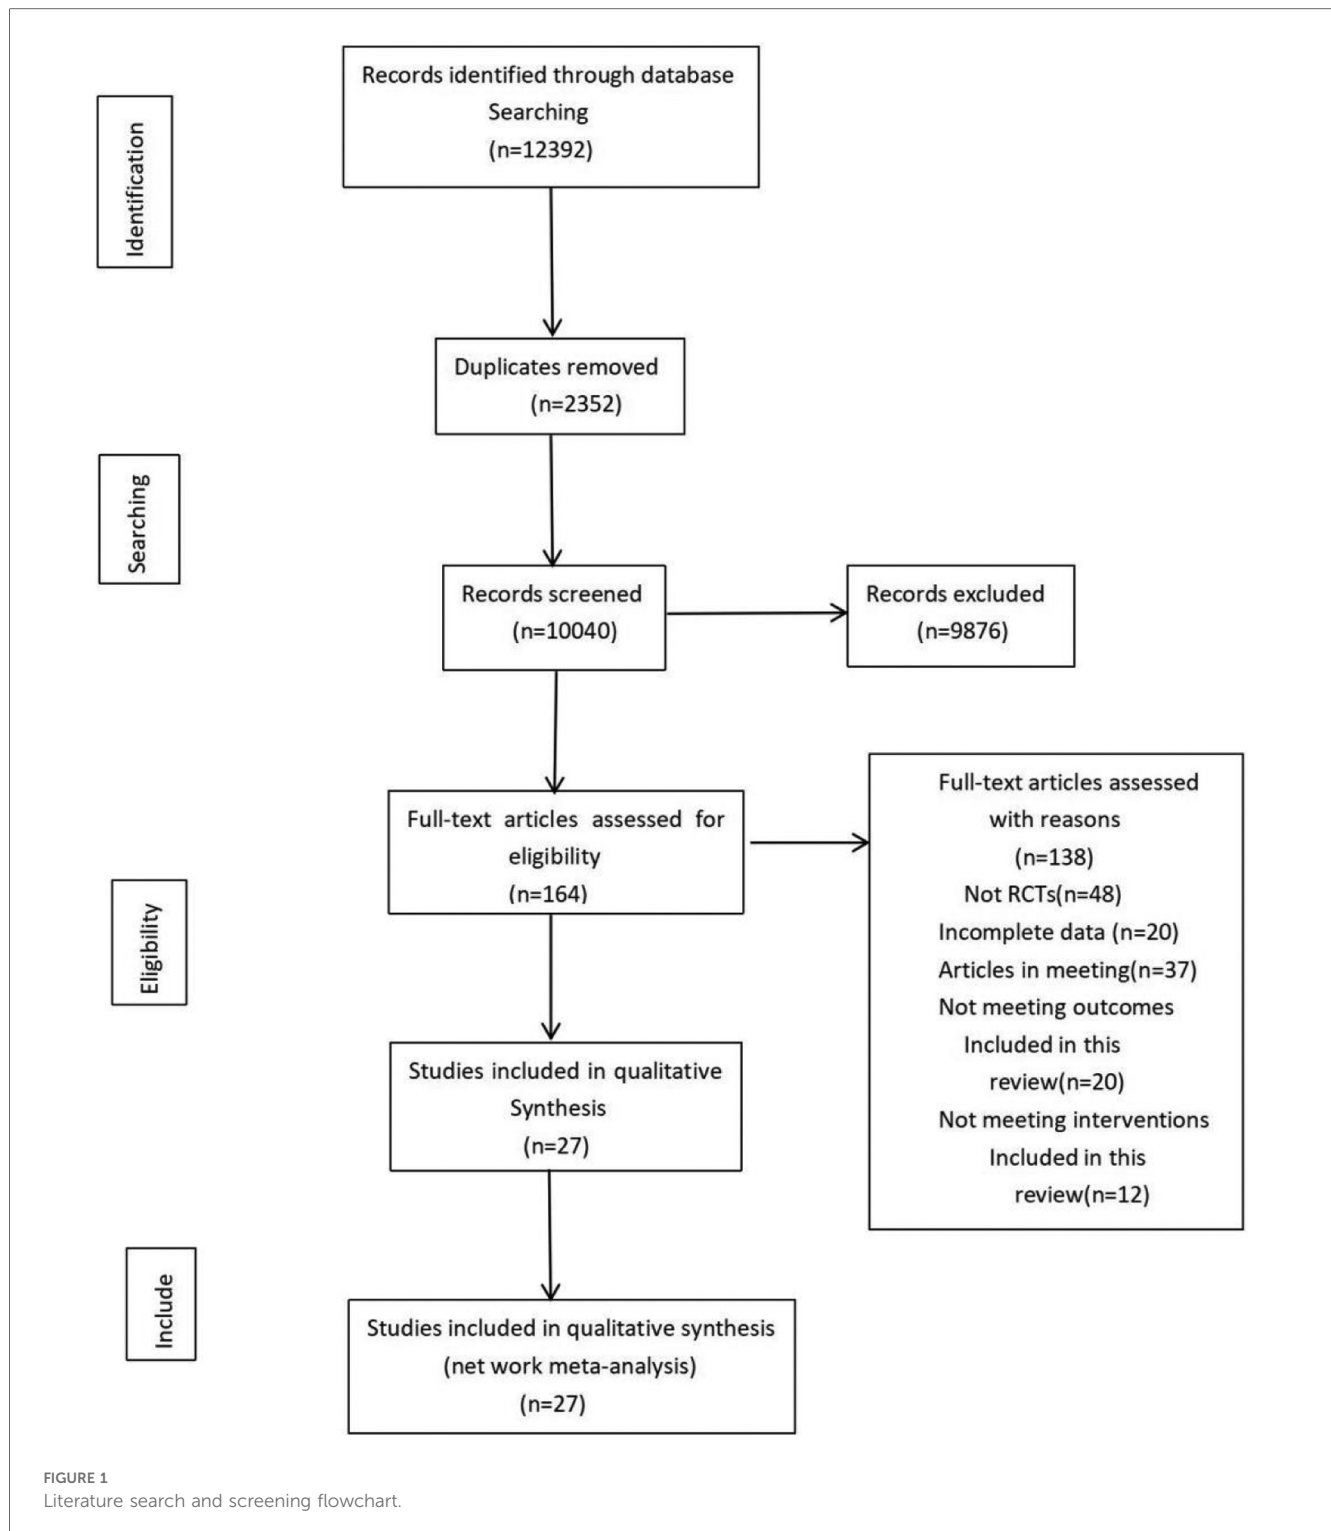 Identification
Records identified through database
Searching
(n=12392)
Duplicates removed
(n=2352)
Searching
Records screened
(n=10040)
Records excluded
(n=9876)
Eligibility
Full-text articles assessed for
eligibility
(n=164)
Full-text articles assessed
with reasons
(n=138)
Not RCTs(n=48)
Incomplete data (n=20)
Articles in meeting(n=37)
Not meeting outcomes
Included in this
review(n=20)
Not meeting interventions
Included in this
review(n=12)
Studies included in qualitative
Synthesis
(n=27)
Include
Studies included in qualitative synthesis
(net work meta-analysis)
(n=27)
FIGURE 1
Literature search and screening flowchart.